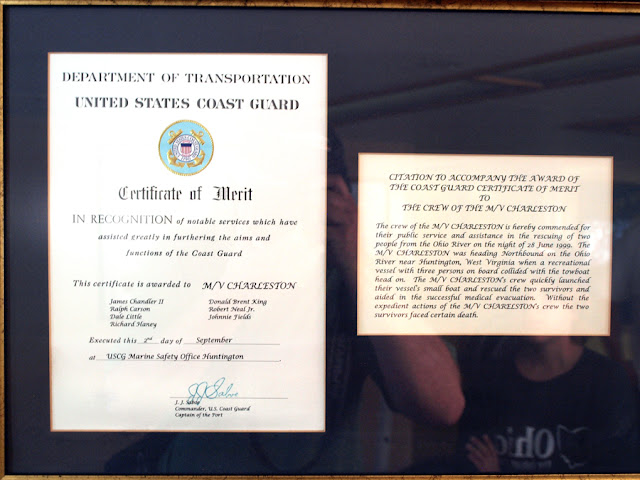 DEPARTMENT OF TRANSPORTATION
UNITED STATES COAST GUARD
Certificate of Merit
IN RECOGNITION of notable services which have
assisted greatly in furthering the aims and
functions of the Coast Guard
This certificate is awarded to M/V CHARLESTON
James Chandler II Donald Brent King
Ralph Carson Robert Neal Jr.
Dale Little Johnnie Fields
Richard Haney
Executed this 2nd day of September
at USCG Marine Safety Office Huntington
JJ Sabie
J. J. Sabie
Commander, U.S. Coast Guard
Captain of the Port
CITATION TO ACCOMPANY THE AWARD OF
THE COAST GUARD CERTIFICATE OF MERIT
TO
THE CREW OF THE M/V CHARLESTON
The crew of the M/V CHARLESTON is hereby commended for
their public service and assistance in the rescuing of two
people from the Ohio River on the night of 28 June 1999. The
M/V CHARLESTON was heading Northbound on the Ohio
River near Huntington, West Virginia when a recreational
vessel with three persons on board collided with the towboat
head on. The M/V CHARLESTON's crew quickly launched
their vessel's small boat and rescued the two survivors and
aided in the successful medical evacuation. Without the
expedient actions of the M/V CHARLESTON's crew the two
survivors faced certain death.
Ohio